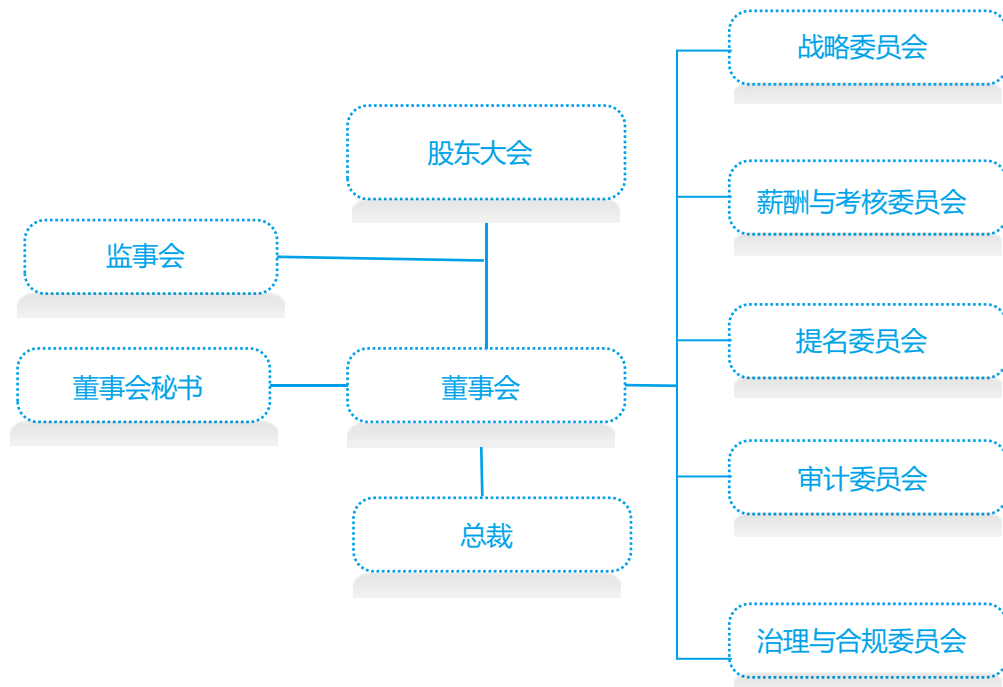 战略委员会
股东大会
薪酬与考核委员会
监事会
提名委员会
董事会秘书
董事会
审计委员会
总裁
治理与合规委员会